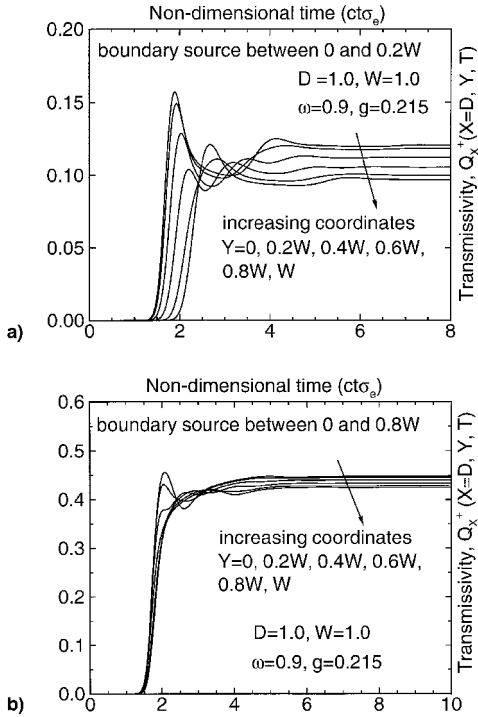 Non-dimensional time (ctσe)
0.20
0.15
0.10
0.05
0.00
boundary source between 0 and 0.2W
D =1.0, W=1.0
ω=0.9, g=0.215
increasing coordinates
Y=0, 0.2W, 0.4W, 0.6W,
0.8W, W
0 2 4 6 8
Transmissivity, Qx+(X=D, Y, T)
a)
Non-dimensional time (ctσe)
0.6
0.5
0.4
0.3
0.2
0.1
0.0
boundary source between 0 and 0.8W
increasing coordinates
Y=0, 0.2W, 0.4W, 0.6W,
0.8W, W
D=1.0, W=1.0
ω=0.9, g=0.215
0 2 4 6 8 10
Transmissivity, Qx+ (X=D, Y, T)
b)